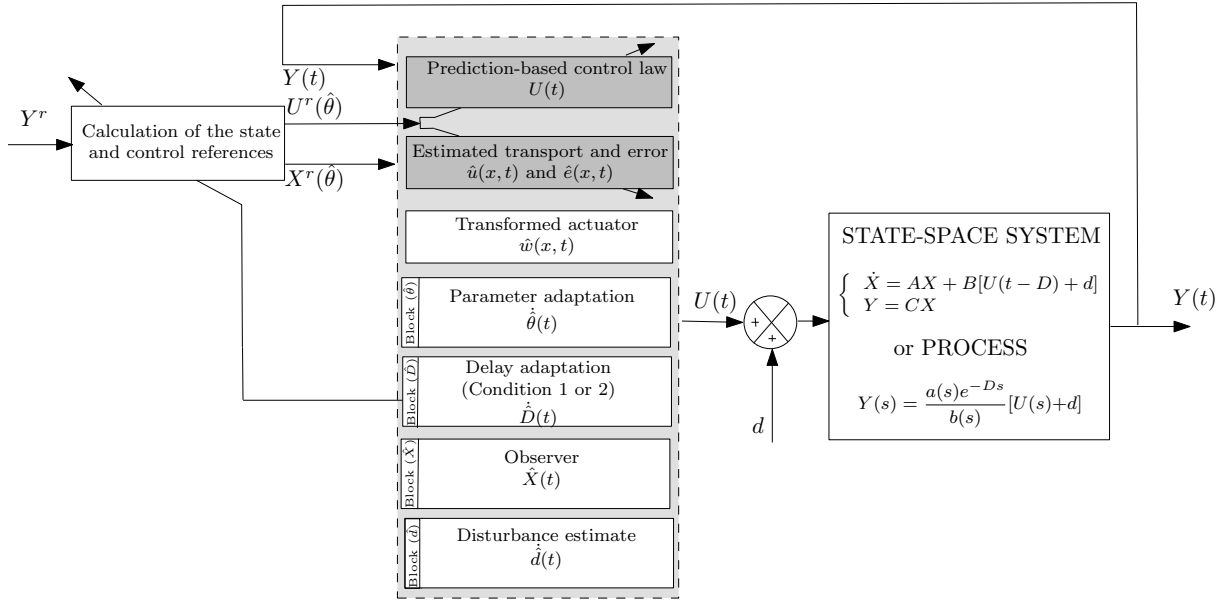 Y^r
Calculation of the state
and control references
Y(t)
U^r(θ̂)
X^r(θ̂)
Prediction-based control law
U(t)
Estimated transport and error
û(x, t) and ê(x, t)
Transformed actuator
ŵ(x, t)
Block (θ̂)
Parameter adaptation
θ̂̇(t)
Block (D̂)
Delay adaptation
(Condition 1 or 2)
D̂̇(t)
Block (X̂)
Observer
X̂(t)
Block (d̂)
Disturbance estimate
d̂̇(t)
U(t)
+
+
d
STATE-SPACE SYSTEM
{ Ẋ = AX + B[U(t − D) + d]
Y = CX
or PROCESS
Y(s) = a(s)e^{−Ds} / b(s) [U(s)+d]
Y(t)